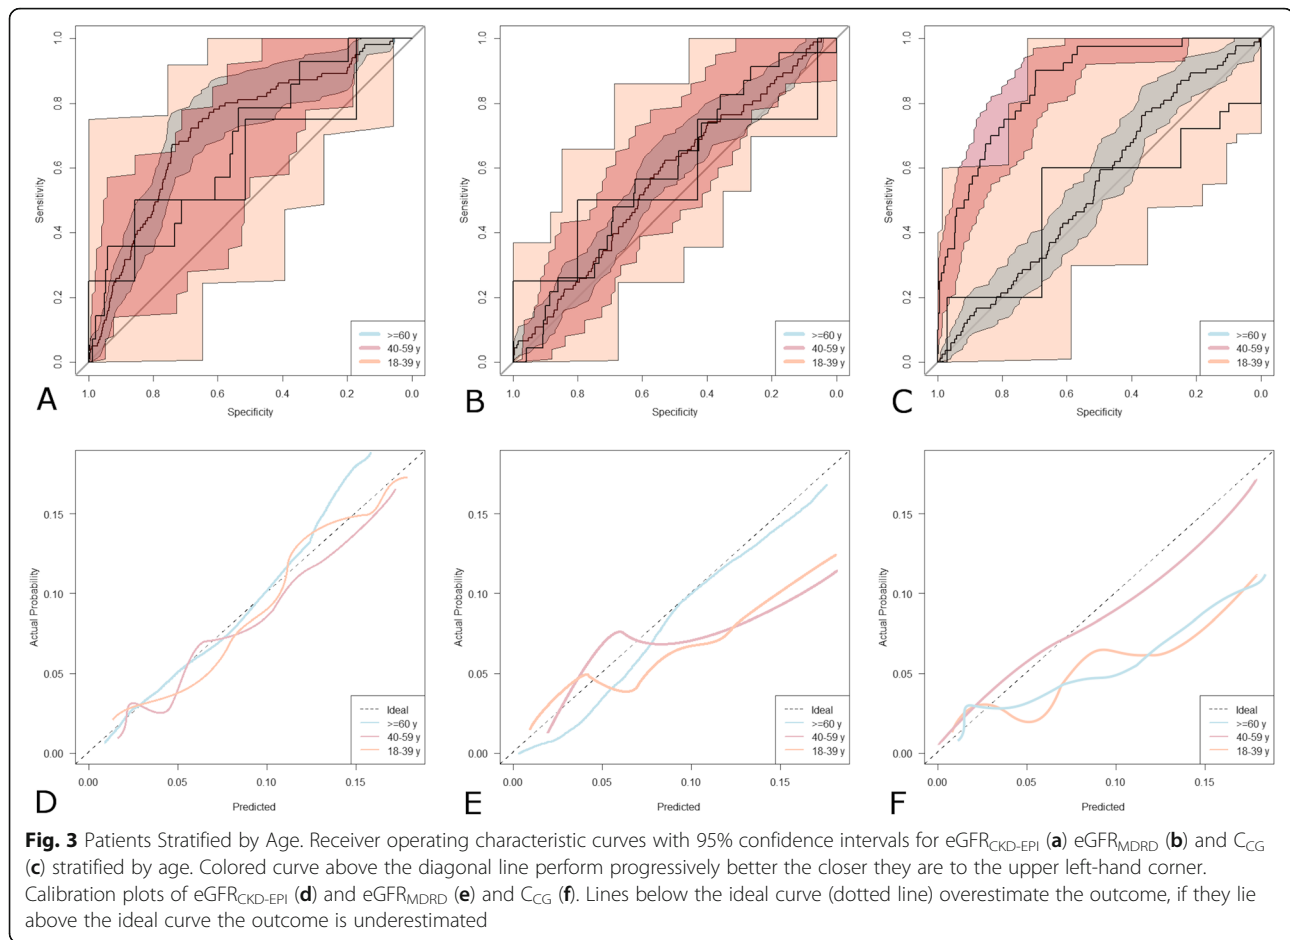 1.0
0.8
0.6
0.4
0.2
0.0
Sensitivity
>=60 y
40-59 y
18-39 y
A
1.0 0.8 0.6 0.4 0.2 0.0
Specificity
1.0
0.8
0.6
0.4
0.2
0.0
Sensitivity
>=60 y
40-59 y
18-39 y
B
1.0 0.8 0.6 0.4 0.2 0.0
Specificity
1.0
0.8
0.6
0.4
0.2
0.0
Sensitivity
>=60 y
40-59 y
18-39 y
C
1.0 0.8 0.6 0.4 0.2 0.0
Specificity
0.15
0.10
0.05
0.00
Actual Probability
Ideal
>=60 y
40-59 y
18-39 y
D
0.00 0.05 0.10 0.15
Predicted
0.15
0.10
0.05
0.00
Actual Probability
Ideal
>=60 y
40-59 y
18-39 y
E
0.00 0.05 0.10 0.15
Predicted
0.15
0.10
0.05
0.00
Actual Probability
Ideal
>=60 y
40-59 y
18-39 y
F
0.00 0.05 0.10 0.15
Predicted
Fig. 3 Patients Stratified by Age. Receiver operating characteristic curves with 95% confidence intervals for eGFRCKD-EPI (a) eGFRMDRD (b) and CCG
(c) stratified by age. Colored curve above the diagonal line perform progressively better the closer they are to the upper left-hand corner.
Calibration plots of eGFRCKD-EPI (d) and eGFRMDRD (e) and CCG (f). Lines below the ideal curve (dotted line) overestimate the outcome, if they lie
above the ideal curve the outcome is underestimated